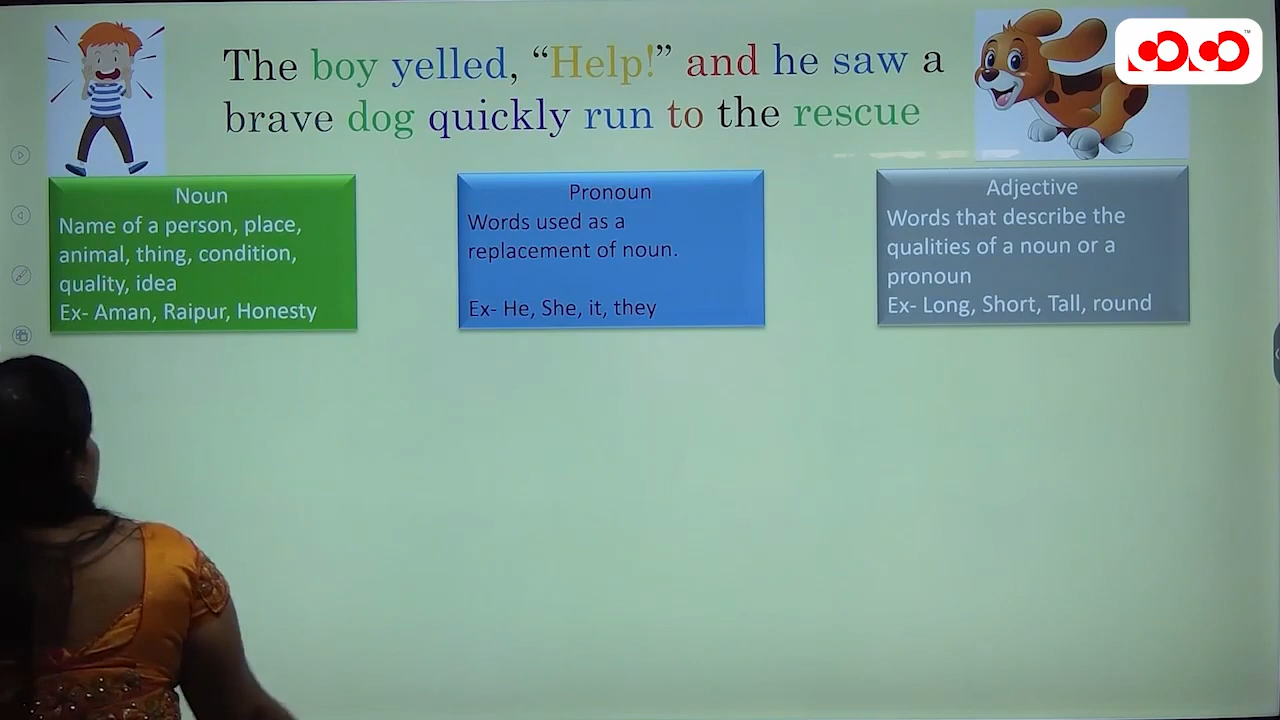 The boy yelled, “Help!” and he saw a
brave dog quickly run to the rescue
Noun
Name of a person, place,
animal, thing, condition,
quality, idea
Ex- Aman, Raipur, Honesty
Pronoun
Words used as a
replacement of noun.
Ex- He, She, it, they
Adjective
Words that describe the
qualities of a noun or a
pronoun
Ex- Long, Short, Tall, round